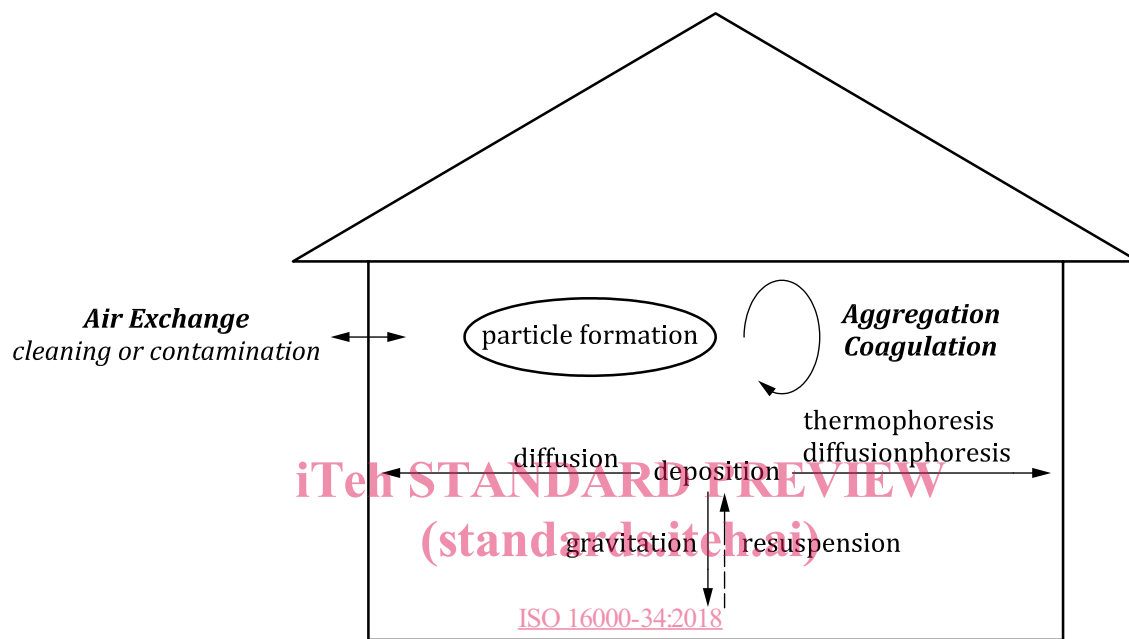 Air Exchange
cleaning or contamination
particle formation
Aggregation
Coagulation
thermophoresis
diffusionphoresis
diffusion
deposition
iTeh STANDARD PREVIEW
(standards.iteh.ai)
gravitation
resuspension
ISO 16000-34:2018